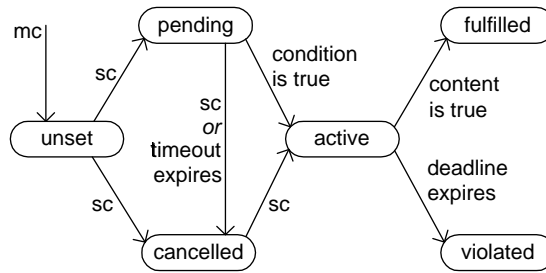 mc
pending
fulfilled
sc
condition
is true
sc
or
timeout
expires
content
is true
unset
active
sc
sc
deadline
expires
cancelled
violated